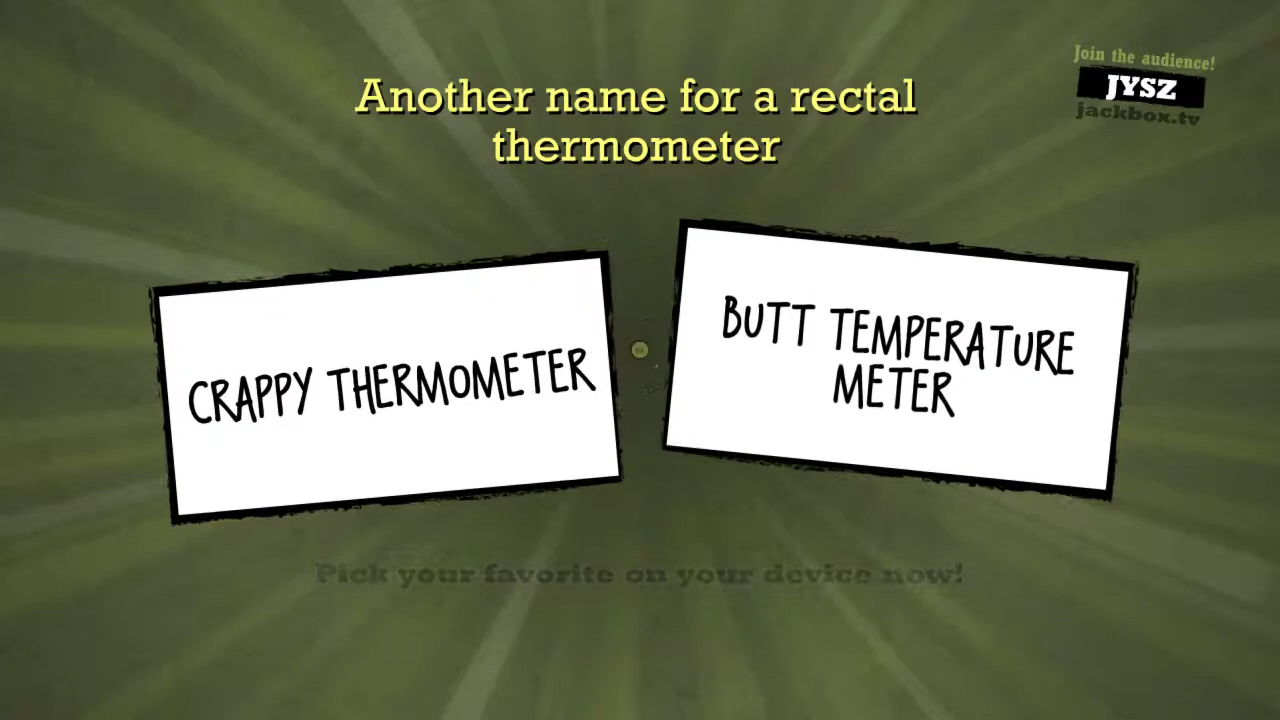 Join the audience!
JYSZ
jackbox.tv
Another name for a rectal
thermometer
CRAPPY THERMOMETER
BUTT TEMPERATURE
METER
Pick your favorite on your device now!